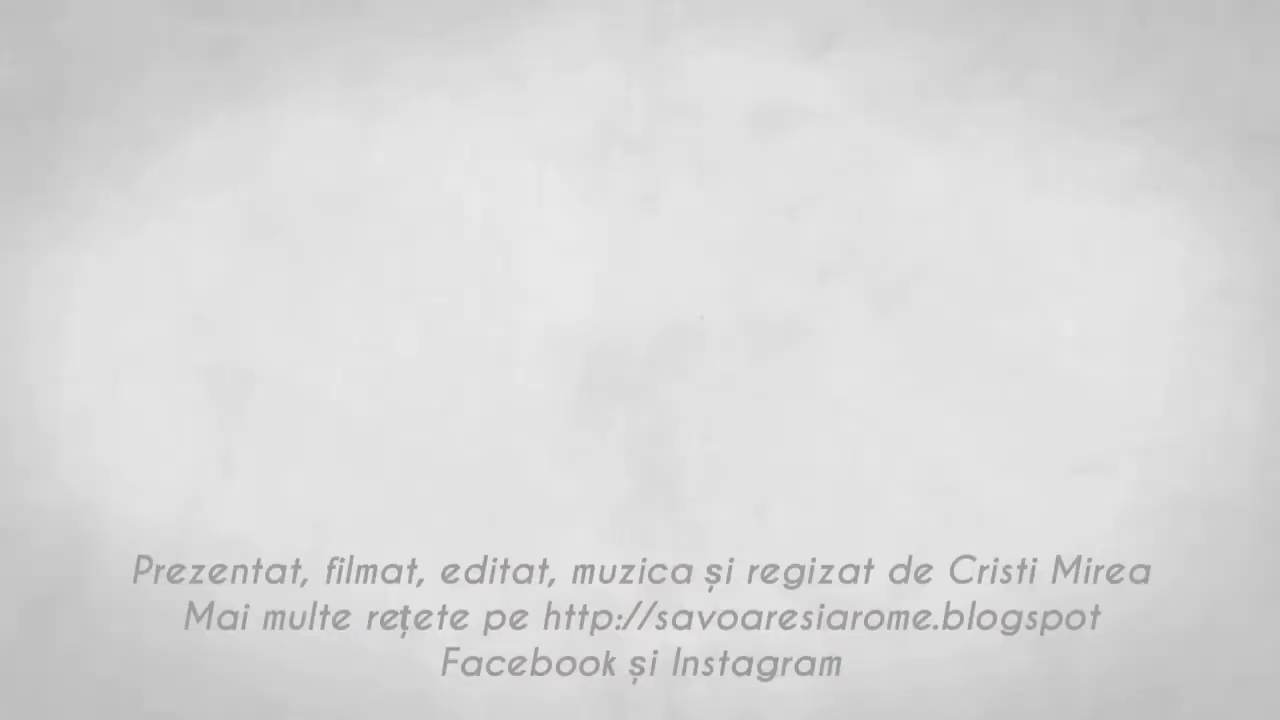 Prezentat, filmat, editat, muzica și regizat de Cristi Mirea
Mai multe rețete pe http://savoaresiarome.blogspot
Facebook și Instagram